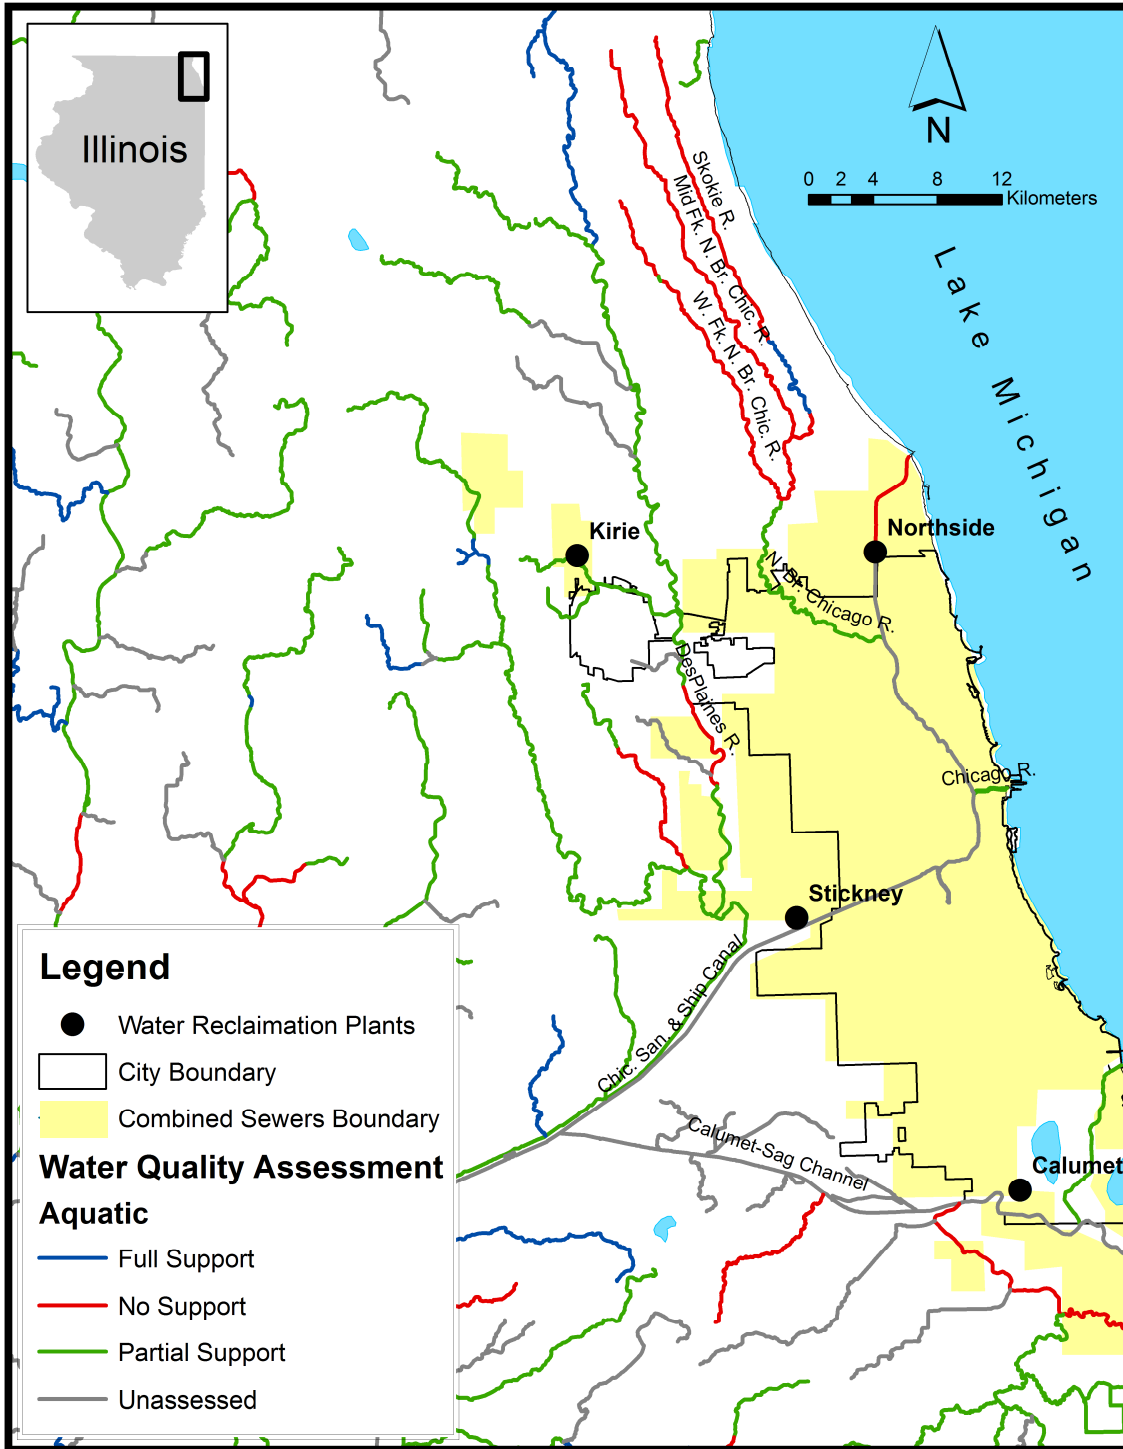 Illinois
N
0 2 4 8 12
Kilometers
Skokie R.
Mid Fk. N. Br. Chic. R.
W. Fk. N. Br. Chic. R.
Lake Michigan
Kirie
Northside
N. Br. Chicago R.
DesPlaines R.
Chicago R.
Stickney
Chic. San. & Ship Canal
Calumet-Sag Channel
Calumet
Legend
Water Reclaimation Plants
City Boundary
Combined Sewers Boundary
Water Quality Assessment
Aquatic
Full Support
No Support
Partial Support
Unassessed